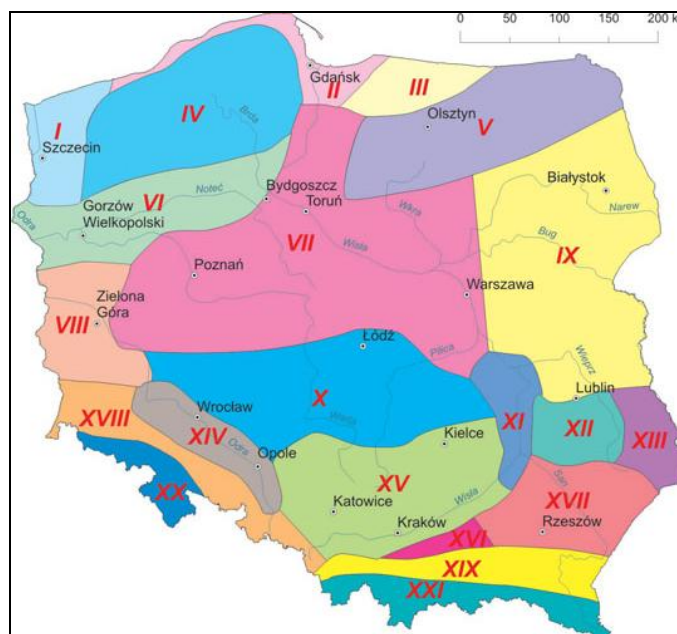 0 50 100 150 200 km
Gdańsk
II
III
I
IV
Brda
Olsztyn
V
Szczecin
Białystok
VI
Noteć
Bydgoszcz
Toruń
Wkra
Narew
Gorzów
Wielkopolski
Odra
VII
Wisła
Bug
IX
Poznań
Warszawa
Zielona
Góra
VIII
Łódź
Pilica
Wieprz
Lublin
X
Warta
XI
XII
XIII
XVIII
Wrocław
XIV
Odra
Opole
Kielce
XX
XV
Wisła
San
XVII
Katowice
Kraków
XVI
Rzeszów
XIX
XXI